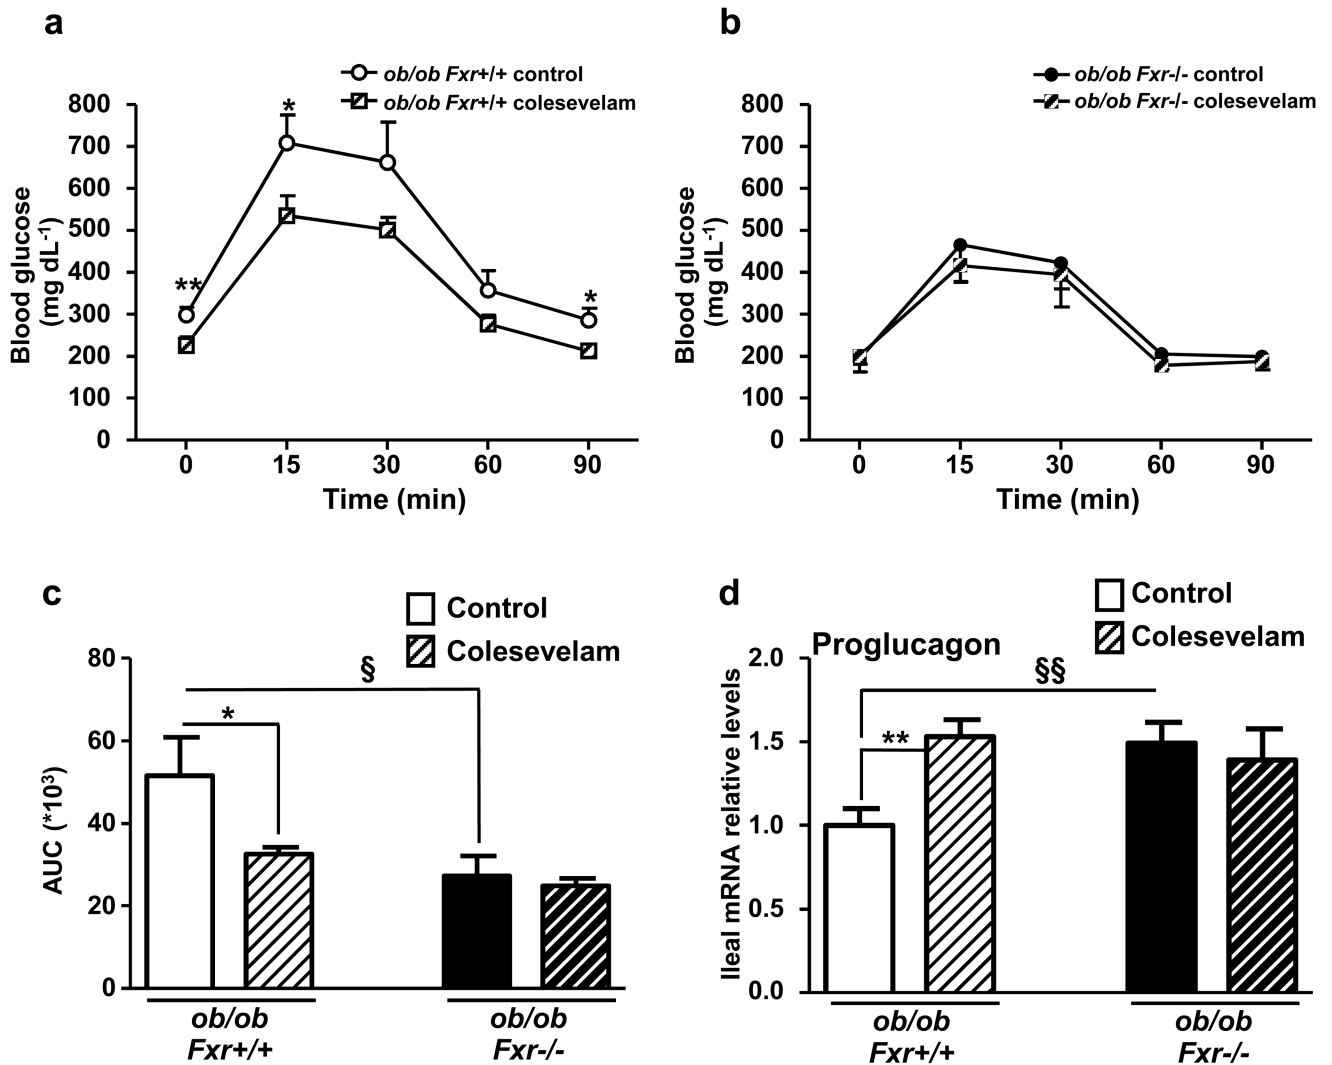 a
ob/ob Fxr+/+ control
ob/ob Fxr+/+ colesevelam
800
700
600
500
400
300
200
100
0
Blood glucose
(mg dL-1)
*
**
*
0 15 30 60 90
Time (min)
b
ob/ob Fxr-/- control
ob/ob Fxr-/- colesevelam
800
700
600
500
400
300
200
100
0
Blood glucose
(mg dL-1)
0 15 30 60 90
Time (min)
c
Control
Colesevelam
80
60
40
20
0
AUC (*10³)
§
*
ob/ob
Fxr+/+
ob/ob
Fxr-/-
d
Control
Colesevelam
Proglucagon
2.0
1.5
1.0
0.5
0.0
Ileal mRNA relative levels
§§
**
ob/ob
Fxr+/+
ob/ob
Fxr-/-